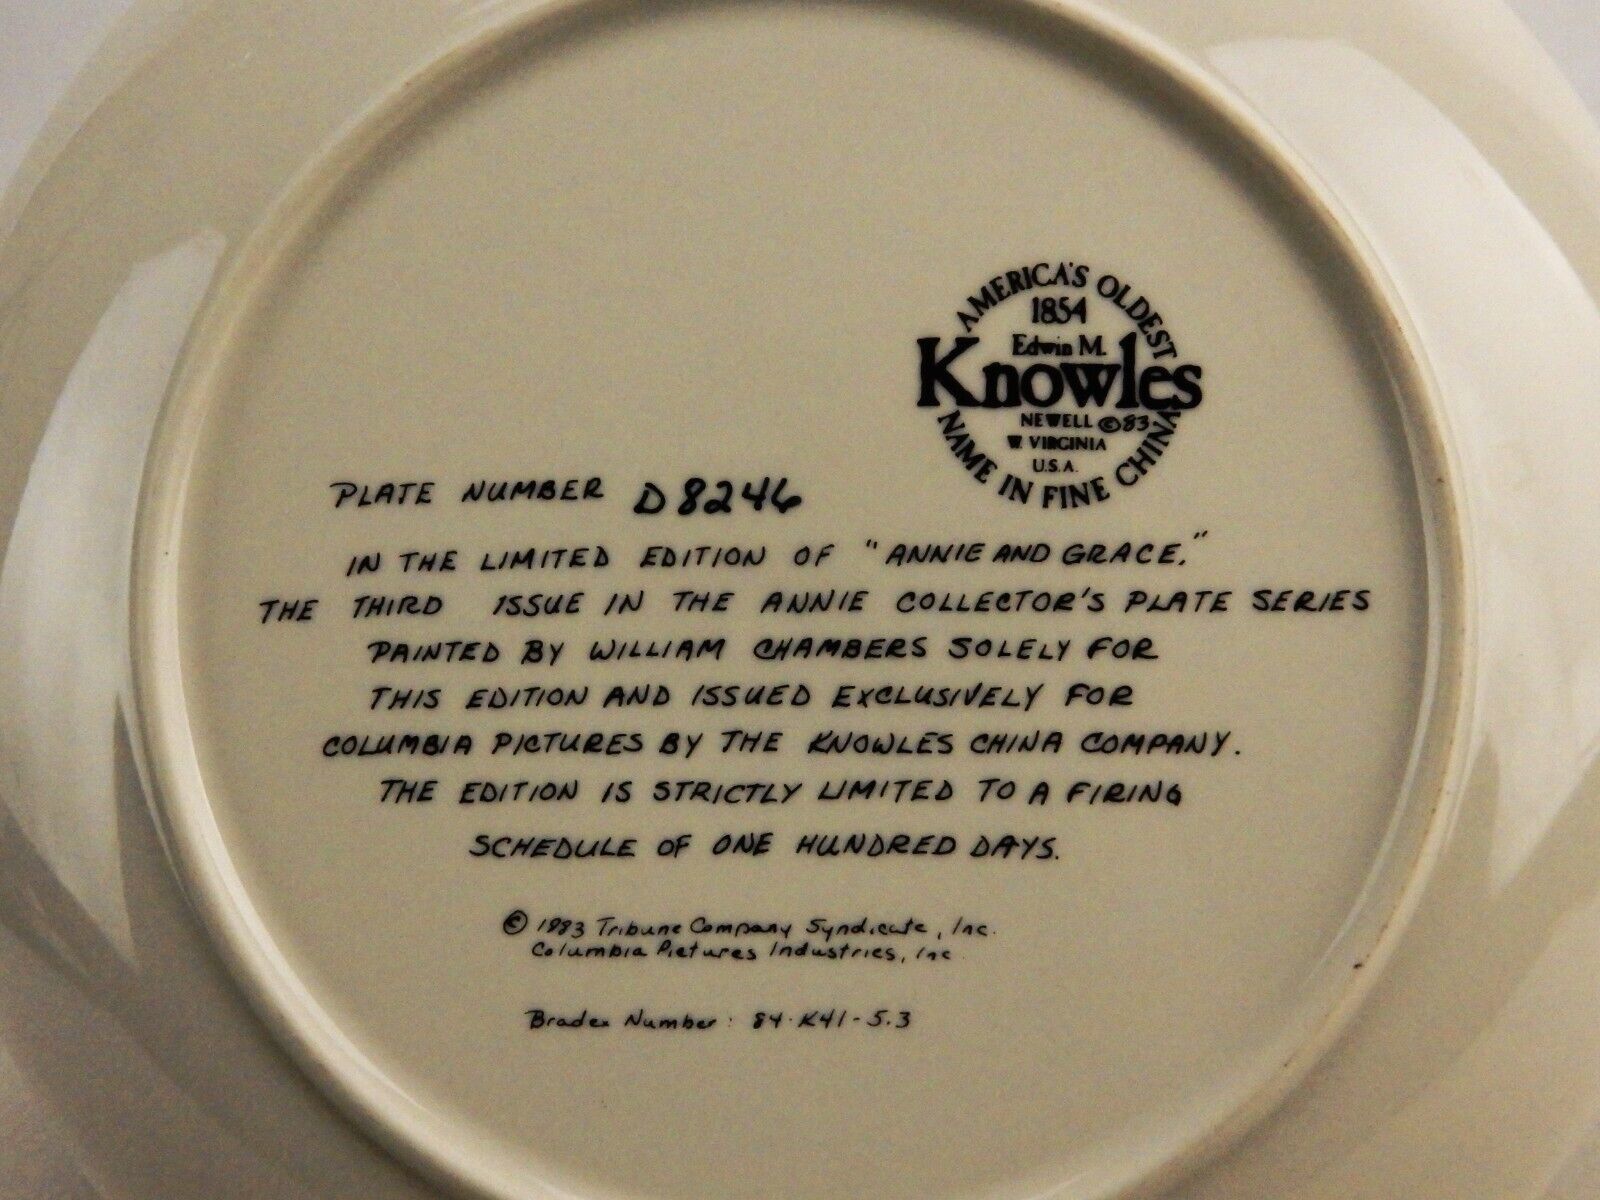 AMERICA'S OLDEST
1854
Edwin M.
Knowles
NEWELL ©83
W. VIRGINIA
U.S.A.
NAME IN FINE CHINA
PLATE NUMBER D8246
IN THE LIMITED EDITION OF "ANNIE AND GRACE."
THE THIRD ISSUE IN THE ANNIE COLLECTOR'S PLATE SERIES
PAINTED BY WILLIAM CHAMBERS SOLELY FOR
THIS EDITION AND ISSUED EXCLUSIVELY FOR
COLUMBIA PICTURES BY THE KNOWLES CHINA COMPANY.
THE EDITION IS STRICTLY LIMITED TO A FIRING
SCHEDULE OF ONE HUNDRED DAYS.
© 1983 Tribune Company Syndicate, Inc.
Columbia Pictures Industries, Inc
Bradex Number: 84-K41-5.3